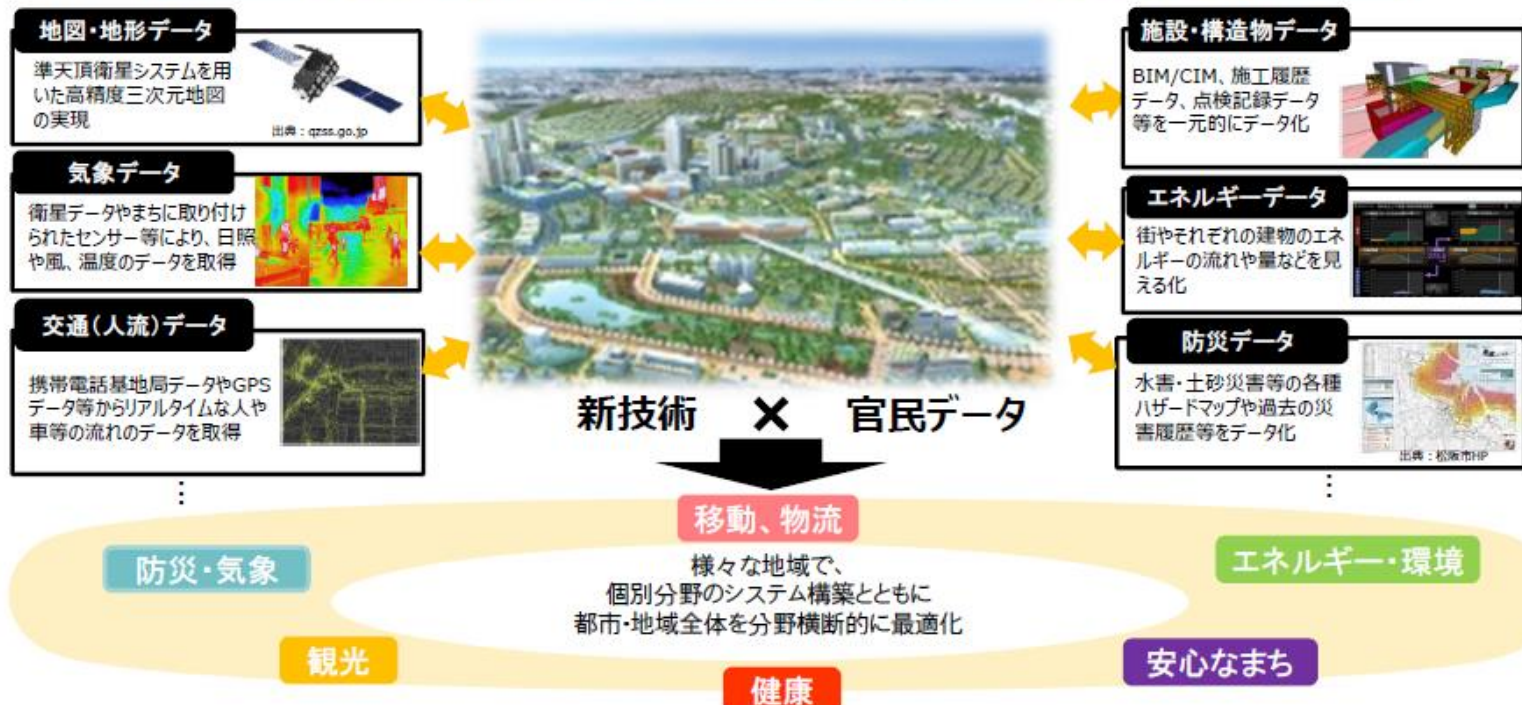 地図・地形データ
準天頂衛星システムを用
いた高精度三次元地図
の実現
出典：qzss.go.jp
気象データ
衛星データやまちに取り付け
られたセンサー等により、日照
や風、温度のデータを取得
交通(人流)データ
携帯電話基地局データやGPS
データ等からリアルタイムな人や
車等の流れのデータを取得
⋮
施設・構造物データ
BIM/CIM、施工履歴
データ、点検記録データ
等を一元的にデータ化
エネルギーデータ
街やそれぞれの建物のエネ
ルギーの流れや量などを見
える化
防災データ
水害・土砂災害等の各種
ハザードマップや過去の災
害履歴等をデータ化
出典：松阪市HP
⋮
新技術 × 官民データ
移動、物流
防災・気象
エネルギー・環境
様々な地域で、
個別分野のシステム構築とともに
都市・地域全体を分野横断的に最適化
観光
安心なまち
健康